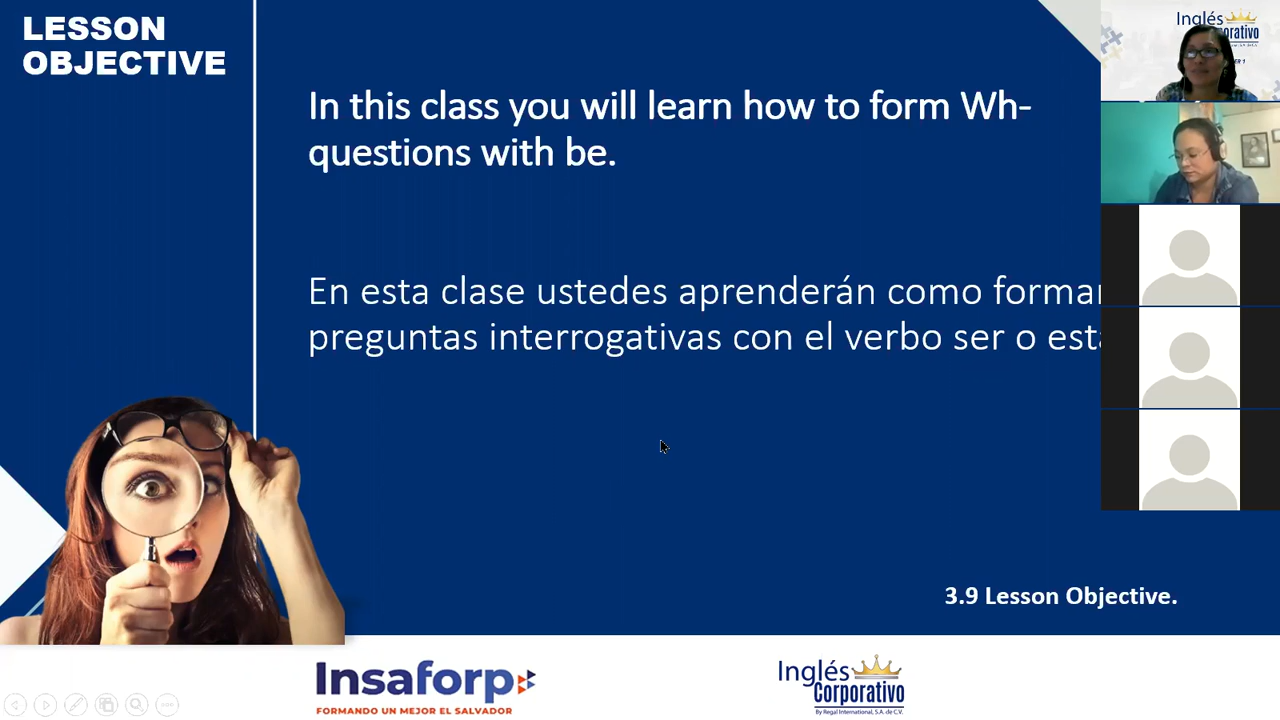 LESSON
OBJECTIVE
In this class you will learn how to form Wh-
questions with be.
En esta clase ustedes aprenderán como formar
preguntas interrogativas con el verbo ser o
3.9 Lesson Objective.
Insaforp
FORMANDO UN MEJOR EL SALVADOR
Inglés
Corporativo
By Regal International, S.A. de C.V.
Inglés